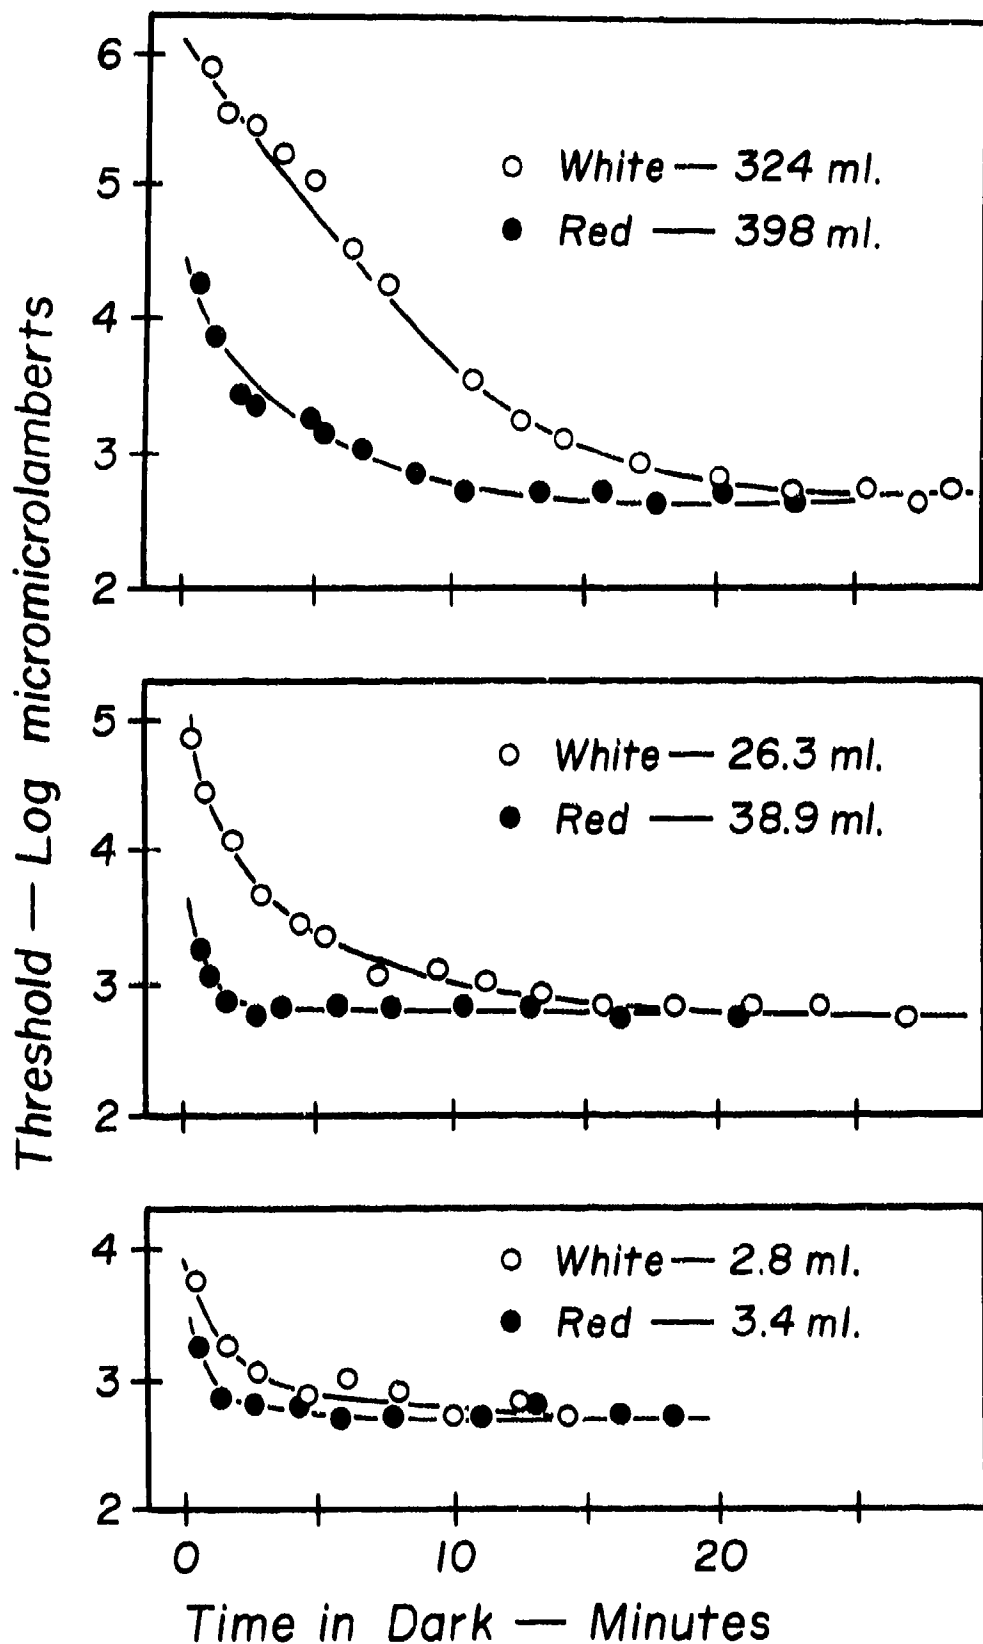 Threshold — Log micromicrolamberts
6
5
4
3
2
White — 324 ml.
Red — 398 ml.
5
4
3
2
White — 26.3 ml.
Red — 38.9 ml.
4
3
2
White — 2.8 ml.
Red — 3.4 ml.
0 10 20
Time in Dark — Minutes